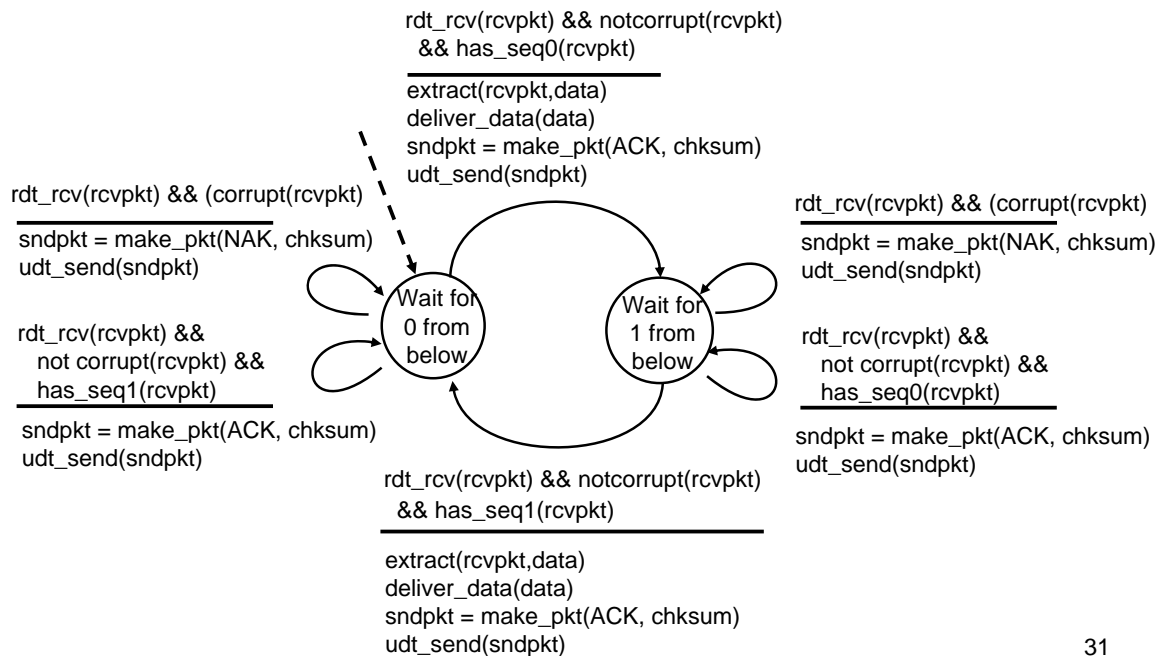 rdt_rcv(rcvpkt) && notcorrupt(rcvpkt)
&& has_seq0(rcvpkt)
extract(rcvpkt,data)
deliver_data(data)
sndpkt = make_pkt(ACK, chksum)
udt_send(sndpkt)
rdt_rcv(rcvpkt) && (corrupt(rcvpkt)
sndpkt = make_pkt(NAK, chksum)
udt_send(sndpkt)
rdt_rcv(rcvpkt) &&
not corrupt(rcvpkt) &&
has_seq1(rcvpkt)
sndpkt = make_pkt(ACK, chksum)
udt_send(sndpkt)
Wait for
0 from
below
Wait for
1 from
below
rdt_rcv(rcvpkt) && (corrupt(rcvpkt)
sndpkt = make_pkt(NAK, chksum)
udt_send(sndpkt)
rdt_rcv(rcvpkt) &&
not corrupt(rcvpkt) &&
has_seq0(rcvpkt)
sndpkt = make_pkt(ACK, chksum)
udt_send(sndpkt)
rdt_rcv(rcvpkt) && notcorrupt(rcvpkt)
&& has_seq1(rcvpkt)
extract(rcvpkt,data)
deliver_data(data)
sndpkt = make_pkt(ACK, chksum)
udt_send(sndpkt)
31